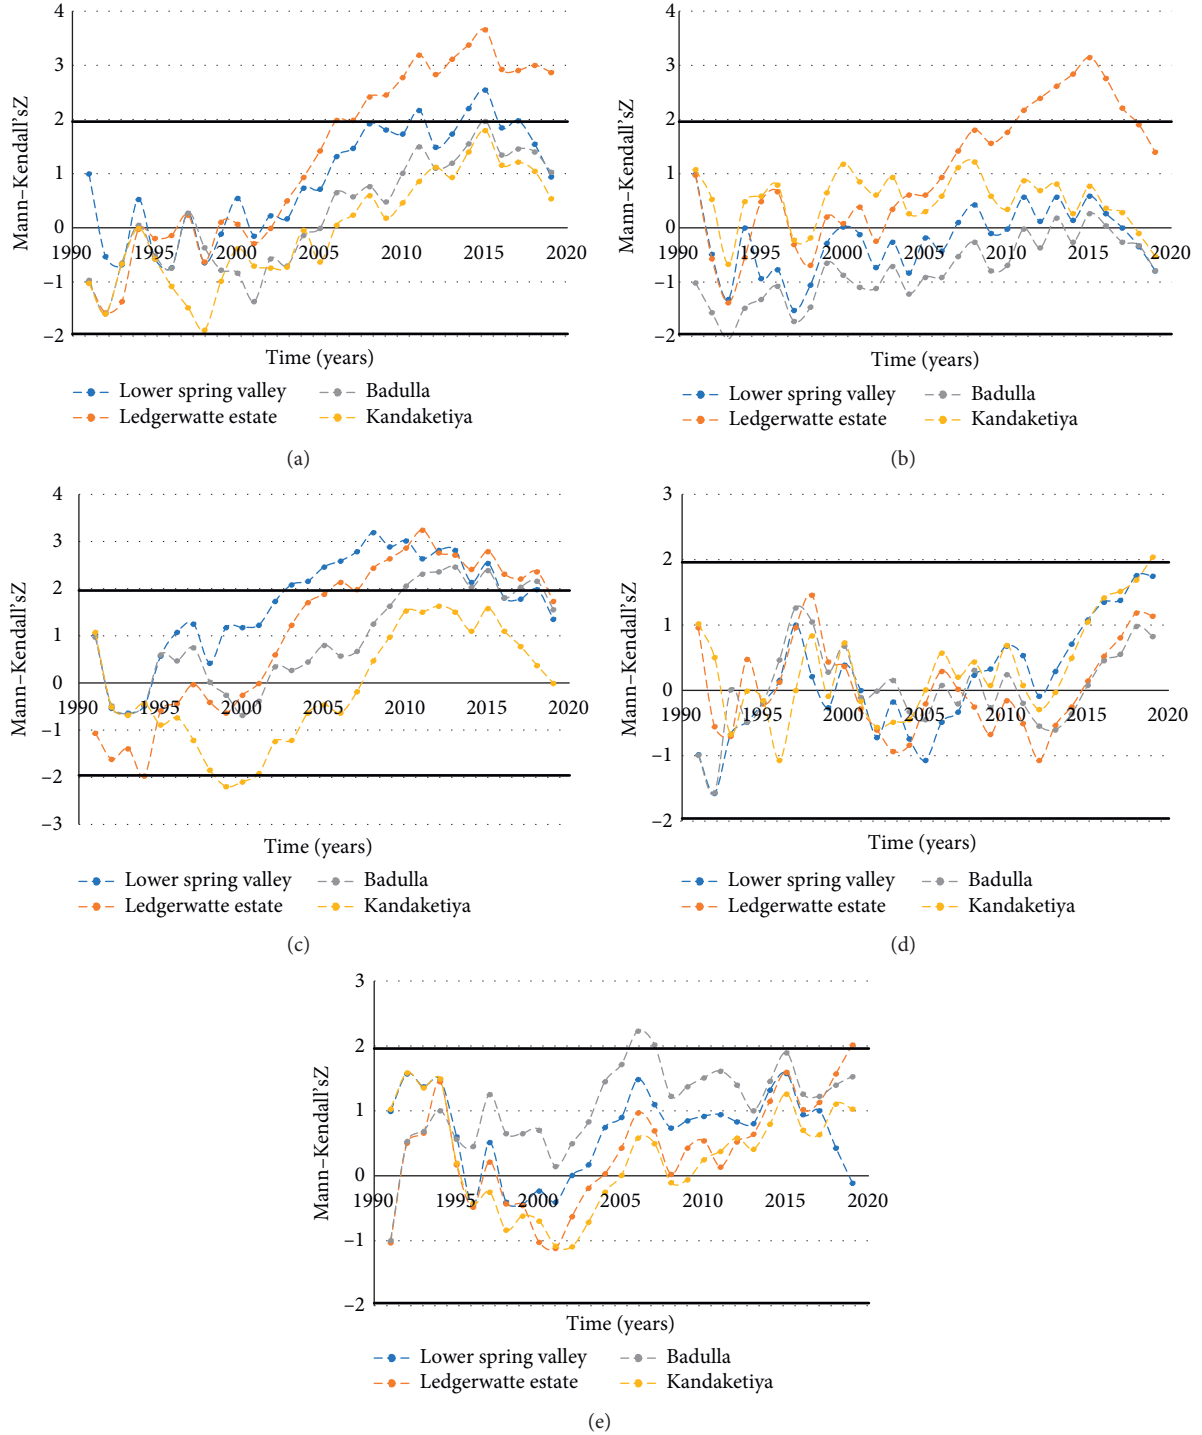 4
3
2
1
0
−1
−2
Mann–Kendall'sZ
1990 1995 2000 2005 2010 2015 2020
Time (years)
Lower spring valley
Ledgerwatte estate
Badulla
Kandaketiya
(a)
4
3
2
1
0
−1
−2
Mann–Kendall'sZ
1990 1995 2000 2005 2010 2015 2020
Time (years)
Lower spring valley
Ledgerwatte estate
Badulla
Kandaketiya
(b)
4
3
2
1
0
−1
−2
−3
Mann–Kendall'sZ
1990 1995 2000 2005 2010 2015 2020
Time (years)
Lower spring valley
Ledgerwatte estate
Badulla
Kandaketiya
(c)
3
2
1
0
−1
−2
Mann–Kendall'sZ
1990 1995 2000 2005 2010 2015 2020
Time (years)
Lower spring valley
Ledgerwatte estate
Badulla
Kandaketiya
(d)
3
2
1
0
−1
−2
Mann–Kendall'sZ
1990 1995 2000 2005 2010 2015 2020
Time (years)
Lower spring valley
Ledgerwatte estate
Badulla
Kandaketiya
(e)